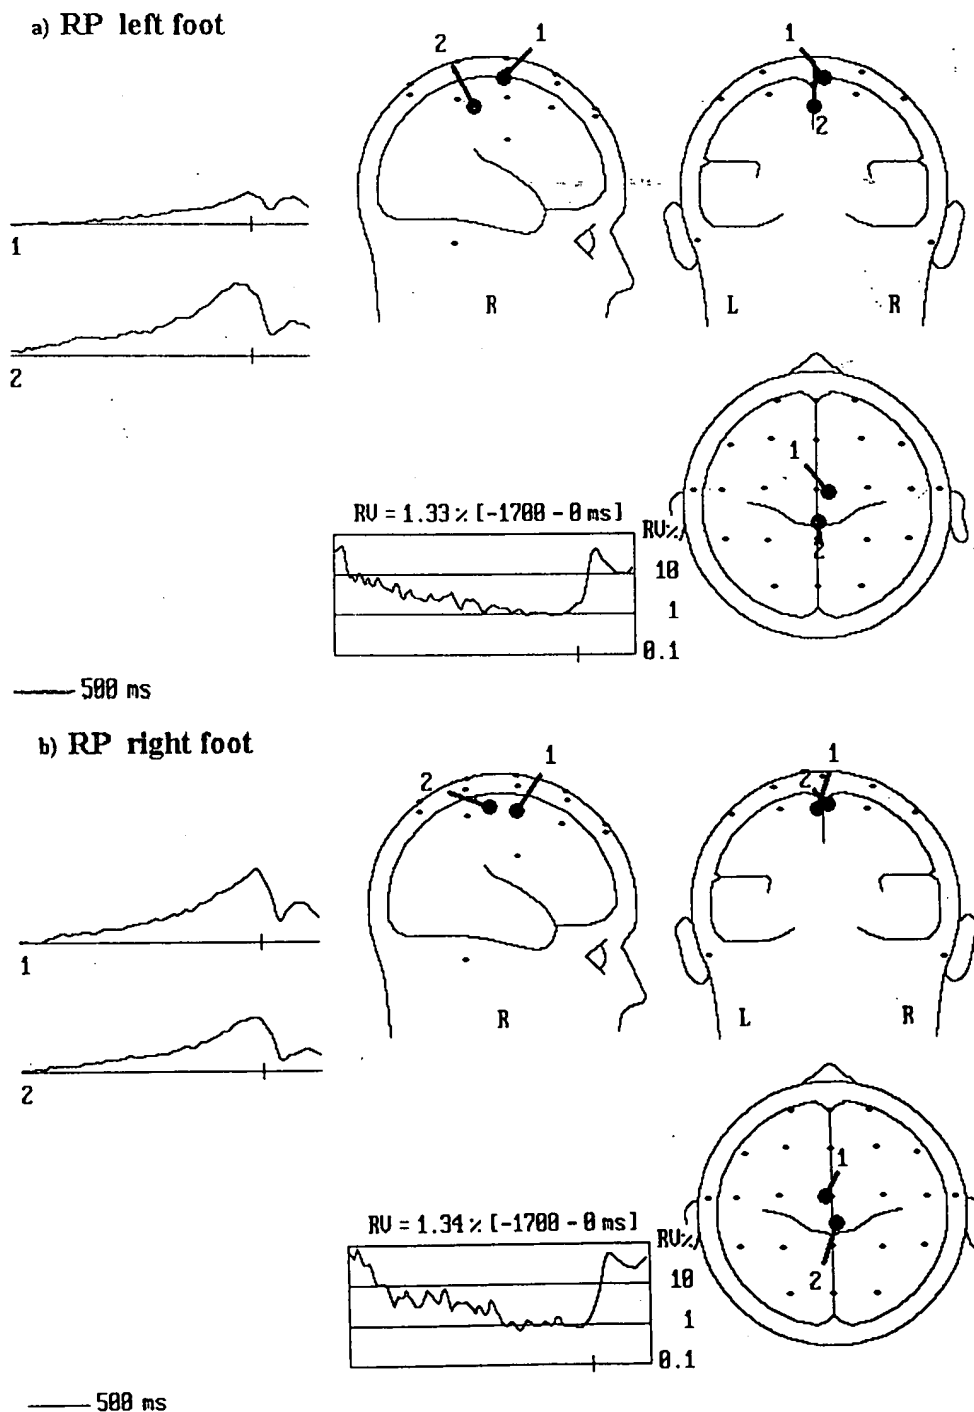 a) RP left foot
2
1
1
2
1
R
L
R
2
1
RV = 1.33 % [-1700 - 0 ms]
RV%
2
10
1
0.1
500 ms
b) RP right foot
2
1
1
2
1
R
L
R
2
1
RV = 1.34 % [-1700 - 0 ms]
RV%
2
10
1
0.1
500 ms